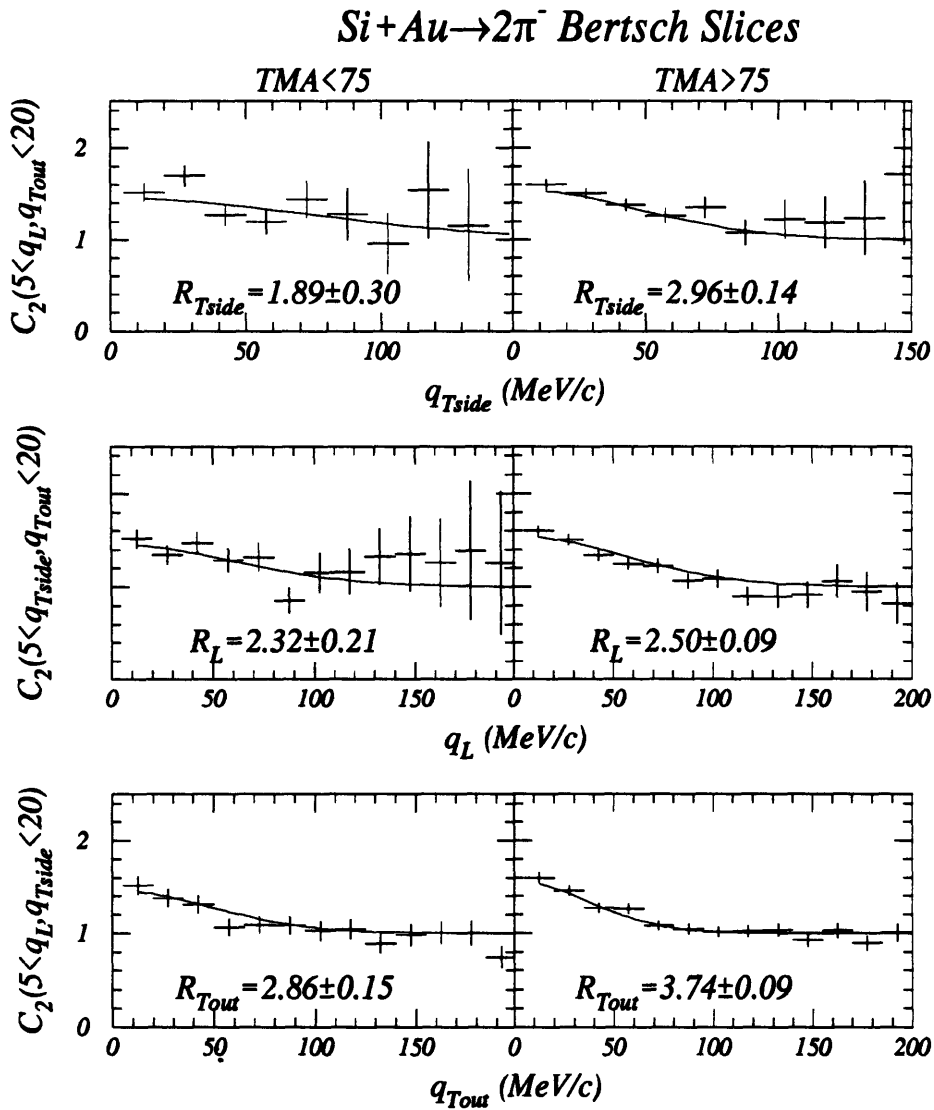 Si+Au→2π⁻ Bertsch Slices
TMA<75 TMA>75
C₂(5<q_L,q_Tout<20)
2
1
0
R_Tside=1.89±0.30 R_Tside=2.96±0.14
0 50 100 0 50 100 150
q_Tside (MeV/c)
C₂(5<q_Tside,q_Tout<20)
R_L=2.32±0.21 R_L=2.50±0.09
0 50 100 150 0 50 100 150 200
q_L (MeV/c)
C₂(5<q_L,q_Tside<20)
2
1
0
R_Tout=2.86±0.15 R_Tout=3.74±0.09
0 50 100 150 0 50 100 150 200
q_Tout (MeV/c)